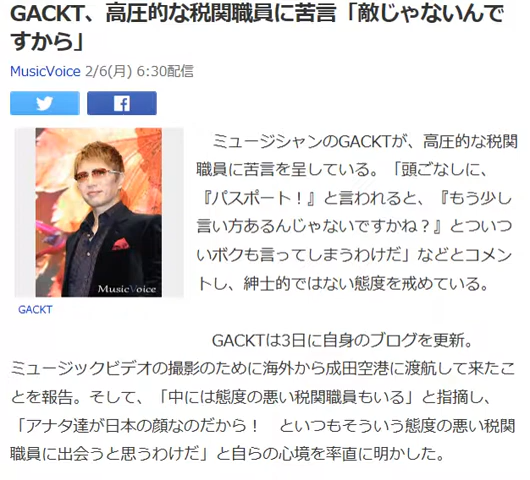 GACKT、高圧的な税関職員に苦言「敵じゃないんで
すから」
MusicVoice 2/6(月) 6:30配信
ミュージシャンのGACKTが、高圧的な税関
職員に苦言を呈している。「頭ごなしに、
『パスポート！』と言われると、『もう少し
言い方あるんじゃないですかね？』とついつ
いボクも言ってしまうわけだ」などとコメン
トし、紳士的ではない態度を戒めている。
MusicVoice
GACKT
GACKTは3日に自身のブログを更新。
ミュージックビデオの撮影のために海外から成田空港に渡航して来たこ
とを報告。そして、「中には態度の悪い税関職員もいる」と指摘し、
「アナタ達が日本の顔なのだから！　といつもそういう態度の悪い税関
職員に出会うと思うわけだ」と自らの心境を率直に明かした。